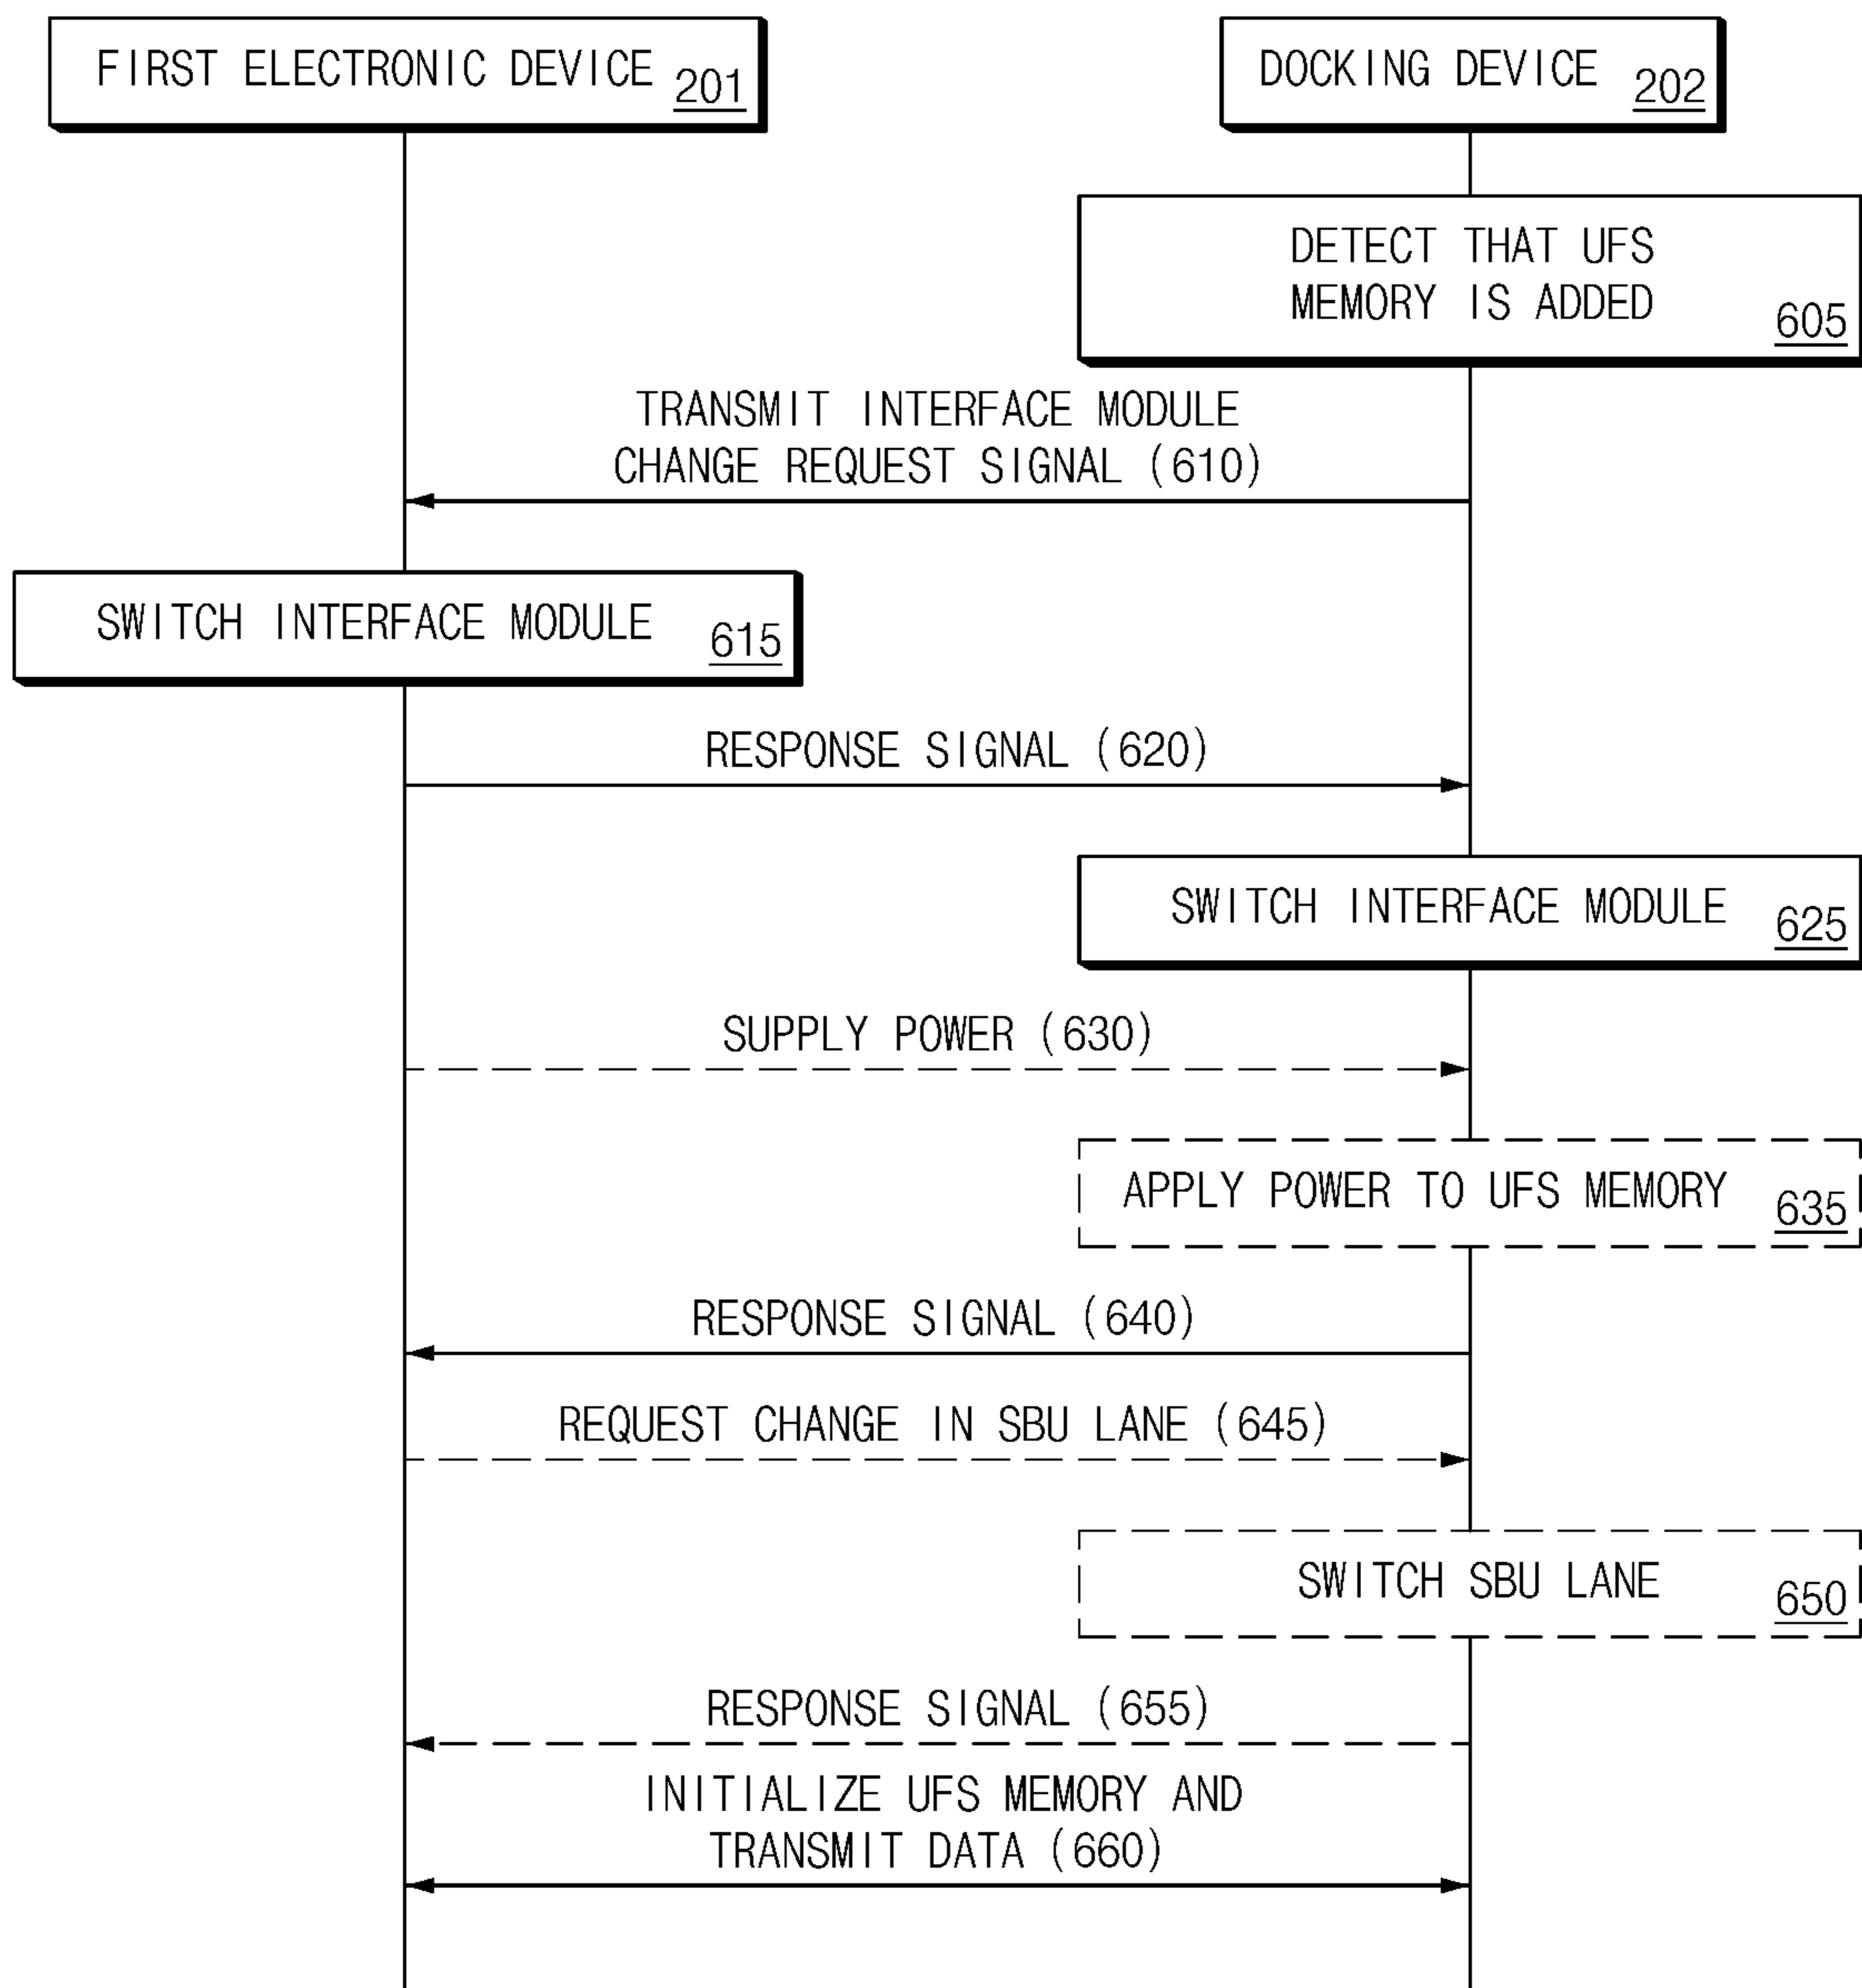 FIRST ELECTRONIC DEVICE 201
DOCKING DEVICE 202
DETECT THAT UFS
MEMORY IS ADDED 605
TRANSMIT INTERFACE MODULE
CHANGE REQUEST SIGNAL (610)
SWITCH INTERFACE MODULE 615
RESPONSE SIGNAL (620)
SWITCH INTERFACE MODULE 625
SUPPLY POWER (630)
APPLY POWER TO UFS MEMORY 635
RESPONSE SIGNAL (640)
REQUEST CHANGE IN SBU LANE (645)
SWITCH SBU LANE 650
RESPONSE SIGNAL (655)
INITIALIZE UFS MEMORY AND
TRANSMIT DATA (660)